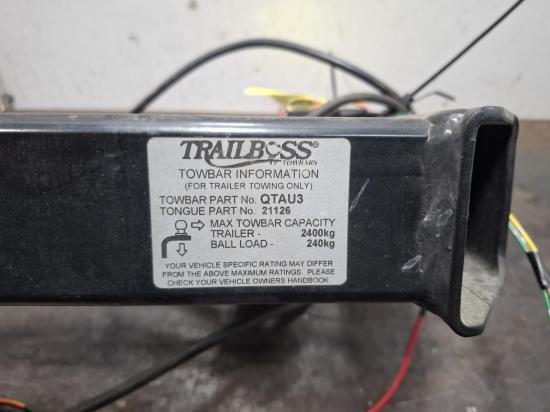 TRAILBOSS®
TOWBARS
TOWBAR INFORMATION
(FOR TRAILER TOWING ONLY)
TOWBAR PART No. QTAU3
TONGUE PART No. 21126
MAX TOWBAR CAPACITY
TRAILER - 2400kg
BALL LOAD - 240kg
YOUR VEHICLE SPECIFIC RATING MAY DIFFER
FROM THE ABOVE MAXIMUM RATINGS. PLEASE
CHECK YOUR VEHICLE OWNERS HANDBOOK